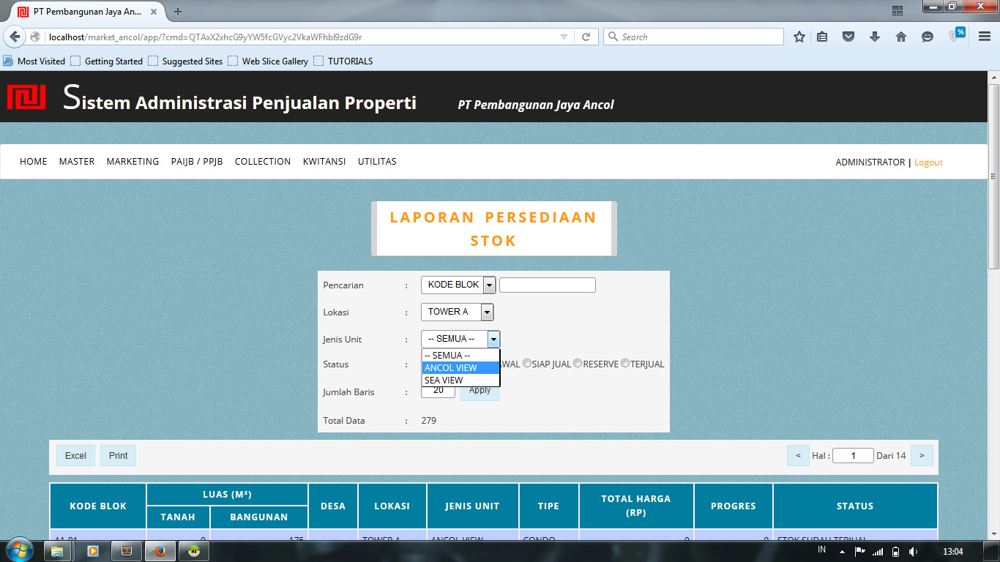 PT Pembangunan Jaya Anc...
localhost/market_ancol/app/?cmd=QTAxX2xhcG9yYW5fcGVyc2VkaWFhbl9zdG9r
Search
%
Most Visited Getting Started Suggested Sites Web Slice Gallery TUTORIALS
Sistem Administrasi Penjualan Properti PT Pembangunan Jaya Ancol
HOME MASTER MARKETING PAIJB / PPJB COLLECTION KWITANSI UTILITAS ADMINISTRATOR | Logout
LAPORAN PERSEDIAAN
STOK
Pencarian : KODE BLOK
Lokasi : TOWER A
Jenis Unit : -- SEMUA --
-- SEMUA --
ANCOL VIEW
SEA VIEW
Status : AWAL SIAP JUAL RESERVE TERJUAL
Jumlah Baris : 20 Apply
Total Data : 279
Excel Print < Hal : 1 Dari 14 >
KODE BLOK LUAS (M²) DESA LOKASI JENIS UNIT TIPE TOTAL HARGA (RP) PROGRES STATUS
TANAH BANGUNAN
A1-01 0 175 TOWER A ANCOL VIEW CONDO 0 0 STOK SUDAH TERJUAL
IN 13:04